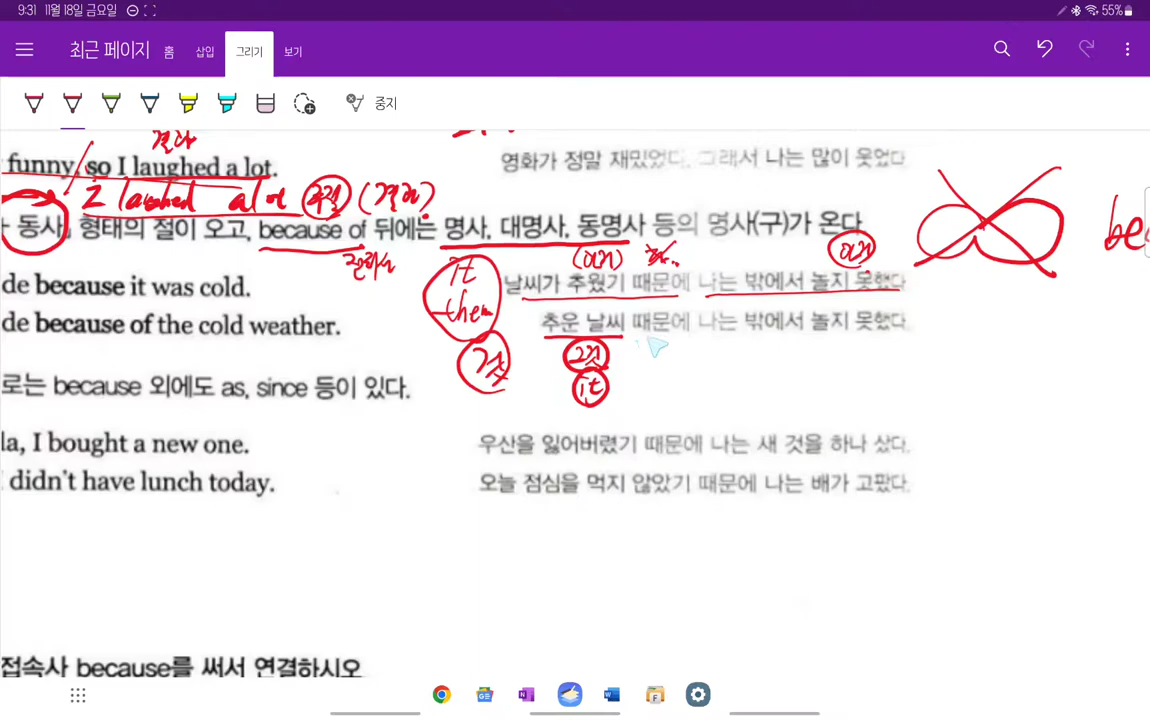 9:31 11월 18일 금요일 55%
최근 페이지 홈 삽입 그리기 보기
중지
결과
funny, so I laughed a lot. 영화가 정말 재밌었다. 그래서 나는 많이 웃었다
I laughed a lot 주절 (결과)
동사, 형태의 절이 오고, because of 뒤에는 명사, 대명사, 동명사 등의 명사(구)가 온다
전치사 it them
de because it was cold. 날씨가 추웠기 때문에 나는 밖에서 놀지 못했다
de because of the cold weather. 추운 날씨 때문에 나는 밖에서 놀지 못했다.
것 그것
it
로는 because 외에도 as, since 등이 있다.
la, I bought a new one. 우산을 잃어버렸기 때문에 나는 새 것을 하나 샀다.
didn't have lunch today. 오늘 점심을 먹지 않았기 때문에 나는 배가 고팠다.
접속사 because를 써서 연결하시오